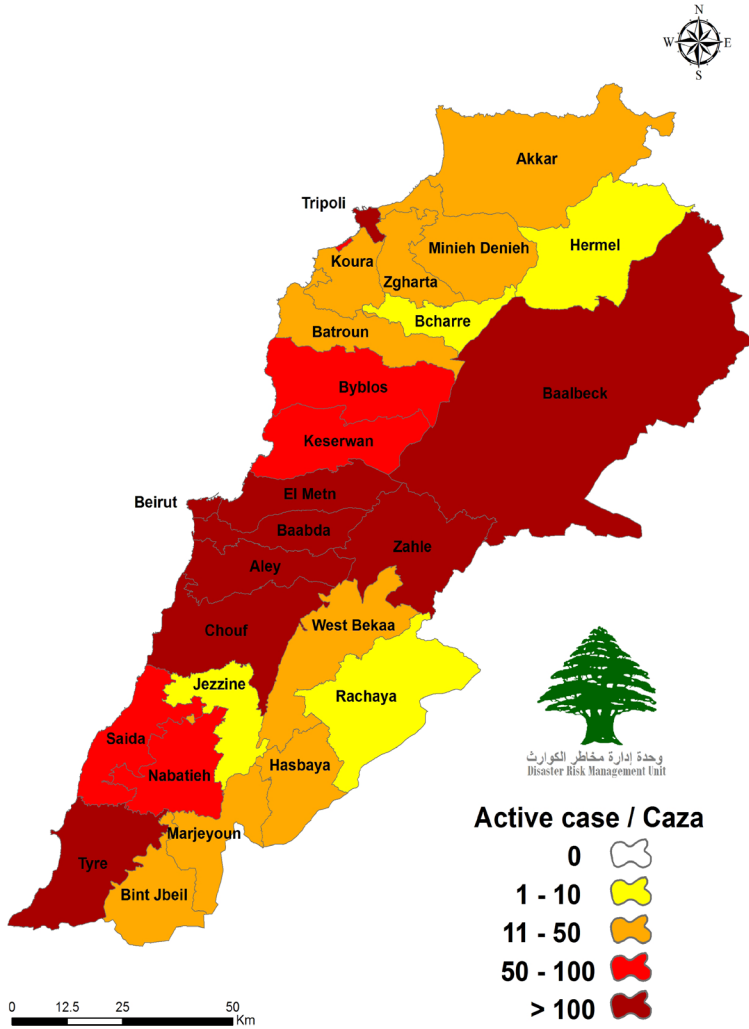 N
W E
S
Akkar
Tripoli
Hermel
Minieh Denieh
Koura
Zgharta
Bcharre
Batroun
Byblos
Baalbeck
Keserwan
El Metn
Beirut
Baabda
Zahle
Aley
West Bekaa
Chouf
Jezzine
Rachaya
Saida
Hasbaya
Nabatieh
Marjeyoun
Tyre
Bint Jbeil
وحدة إدارة مخاطر الكوارث
Disaster Risk Management Unit
Active case / Caza
0
1 - 10
11 - 50
50 - 100
> 100
0 12.5 25 50
Km